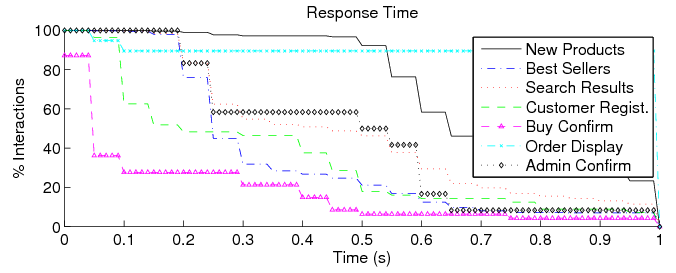 Response Time
% Interactions
100
80
60
40
20
0
0 0.1 0.2 0.3 0.4 0.5 0.6 0.7 0.8 0.9 1
Time (s)
New Products
Best Sellers
Search Results
Customer Regist.
Buy Confirm
Order Display
Admin Confirm